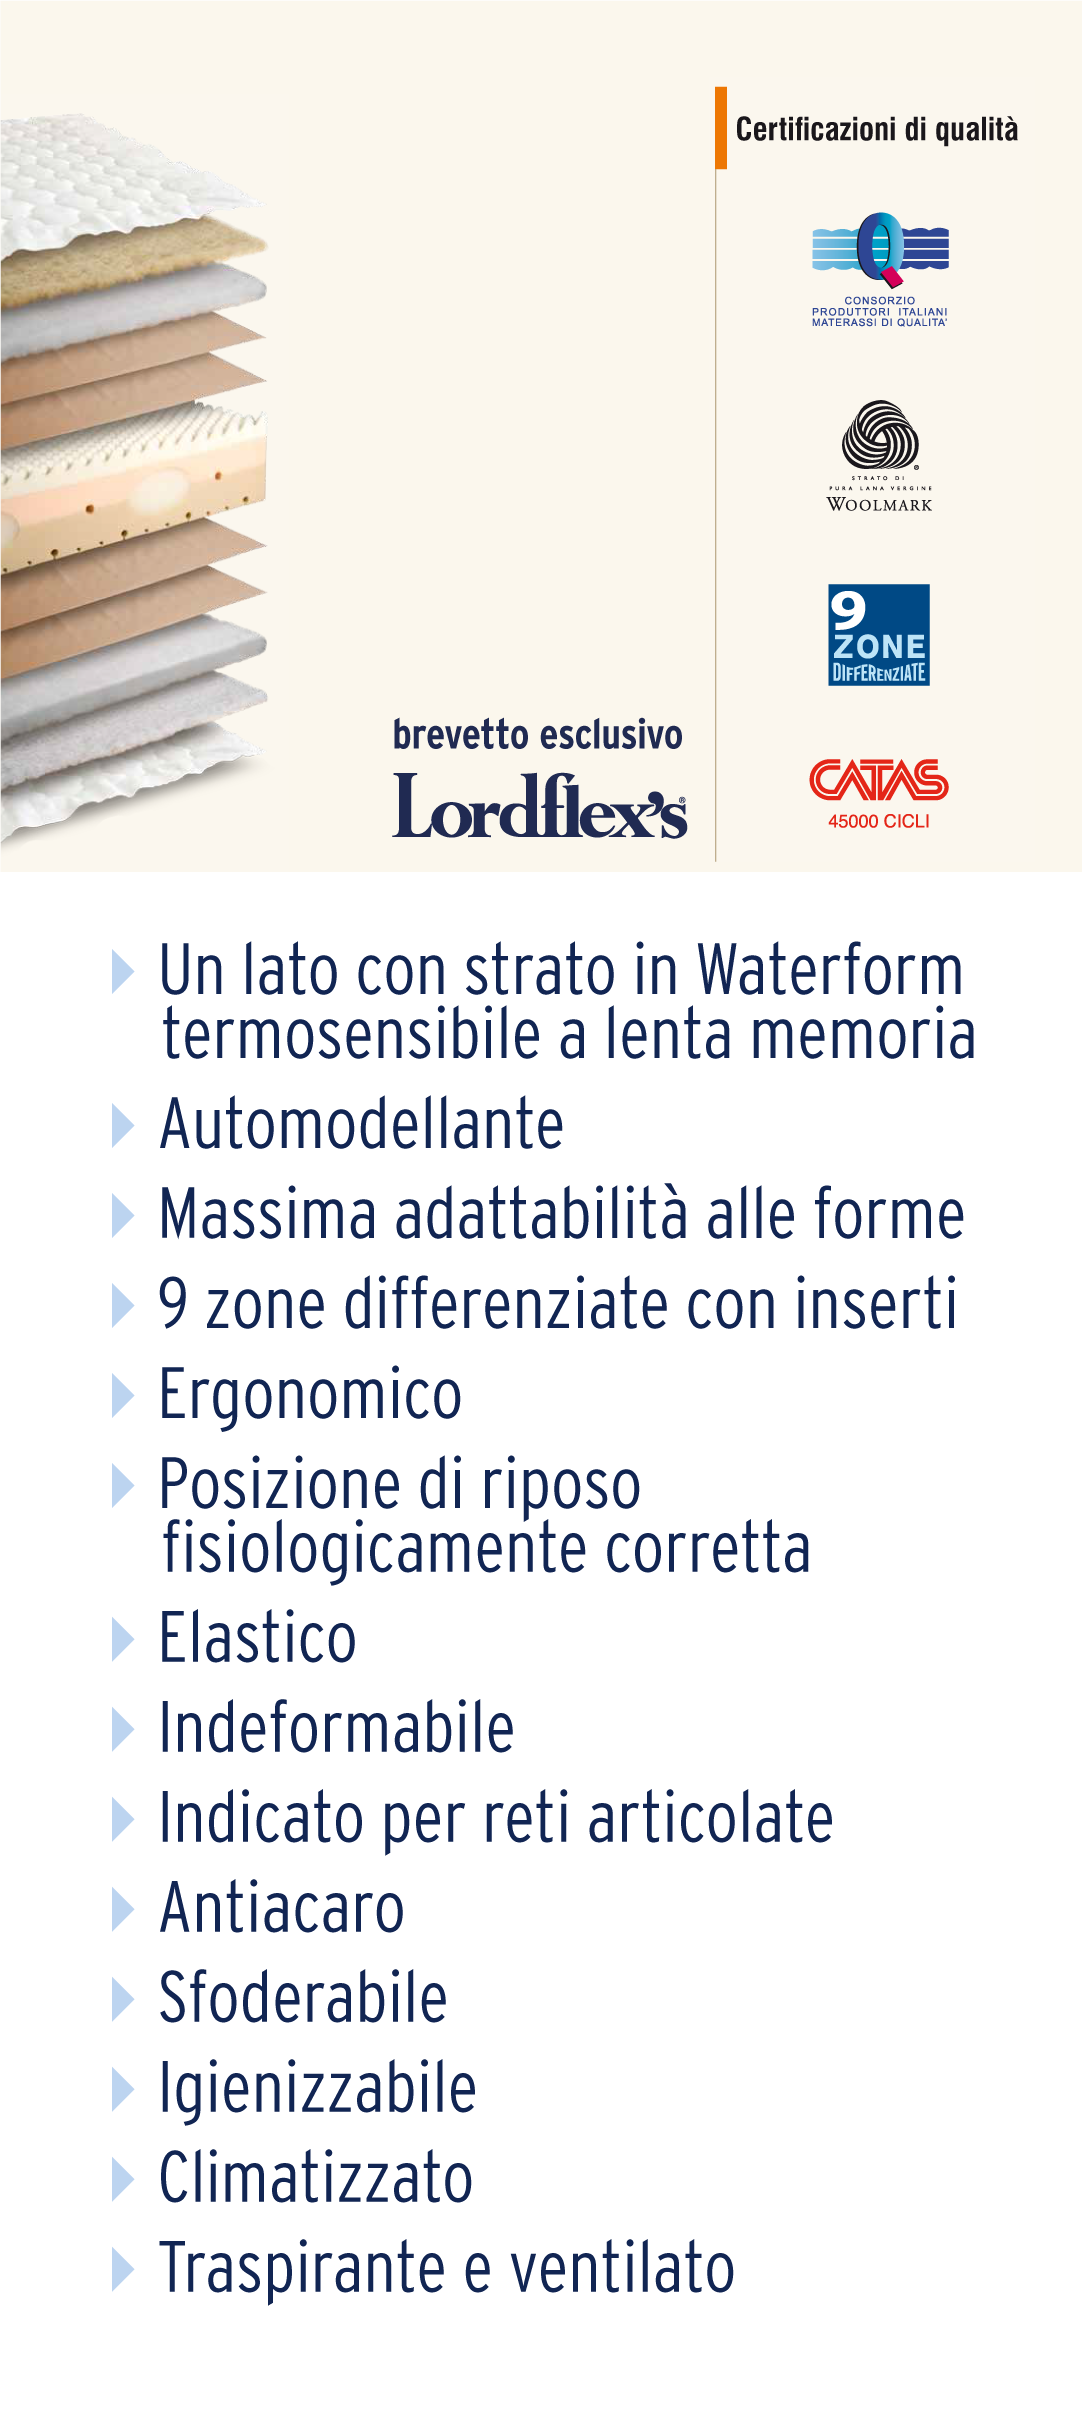 Certificazioni di qualità
Q
CONSORZIO
PRODUTTORI ITALIANI
MATERASSI DI QUALITA'
STRATO DI
PURA LANA VERGINE
WOOLMARK
9
ZONE
DIFFERENZIATE
CATAS
45000 CICLI
brevetto esclusivo
Lordflex's®
Un lato con strato in Waterform
termosensibile a lenta memoria
Automodellante
Massima adattabilità alle forme
9 zone differenziate con inserti
Ergonomico
Posizione di riposo
fisiologicamente corretta
Elastico
Indeformabile
Indicato per reti articolate
Antiacaro
Sfoderabile
Igienizzabile
Climatizzato
Traspirante e ventilato